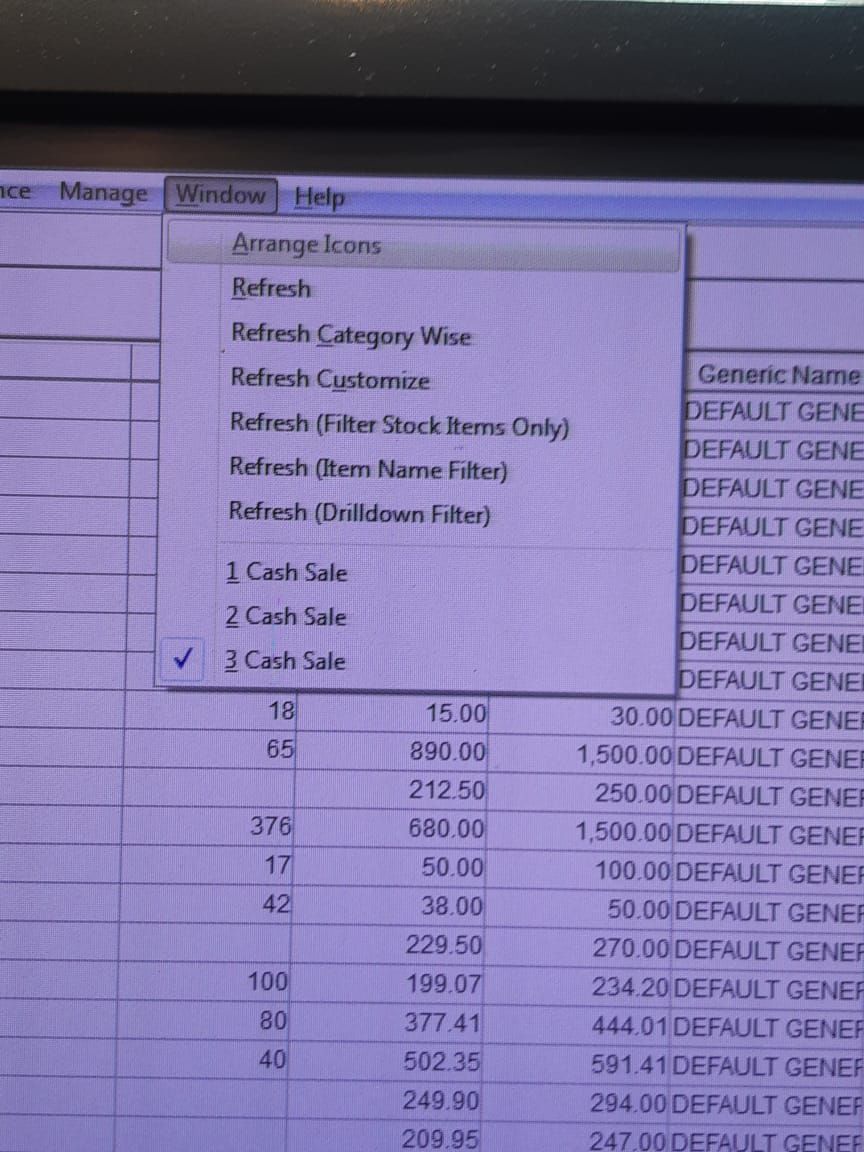 Manage Window Help
Arrange Icons
Refresh
Refresh Category Wise
Refresh Customize
Refresh (Filter Stock Items Only)
Refresh (Item Name Filter)
Refresh (Drilldown Filter)
1 Cash Sale
2 Cash Sale
3 Cash Sale
Generic Name
DEFAULT GENE
DEFAULT GENE
DEFAULT GENE
DEFAULT GENE
DEFAULT GENE
DEFAULT GENE
DEFAULT GENE
DEFAULT GENE
18 15.00 30.00 DEFAULT GENE
65 890.00 1,500.00 DEFAULT GENE
212.50 250.00 DEFAULT GENE
376 680.00 1,500.00 DEFAULT GENE
17 50.00 100.00 DEFAULT GENE
42 38.00 50.00 DEFAULT GENE
229.50 270.00 DEFAULT GENE
100 199.07 234.20 DEFAULT GENE
80 377.41 444.01 DEFAULT GENE
40 502.35 591.41 DEFAULT GENE
249.90 294.00 DEFAULT GENE
209.95 247.00 DEFAULT GENE